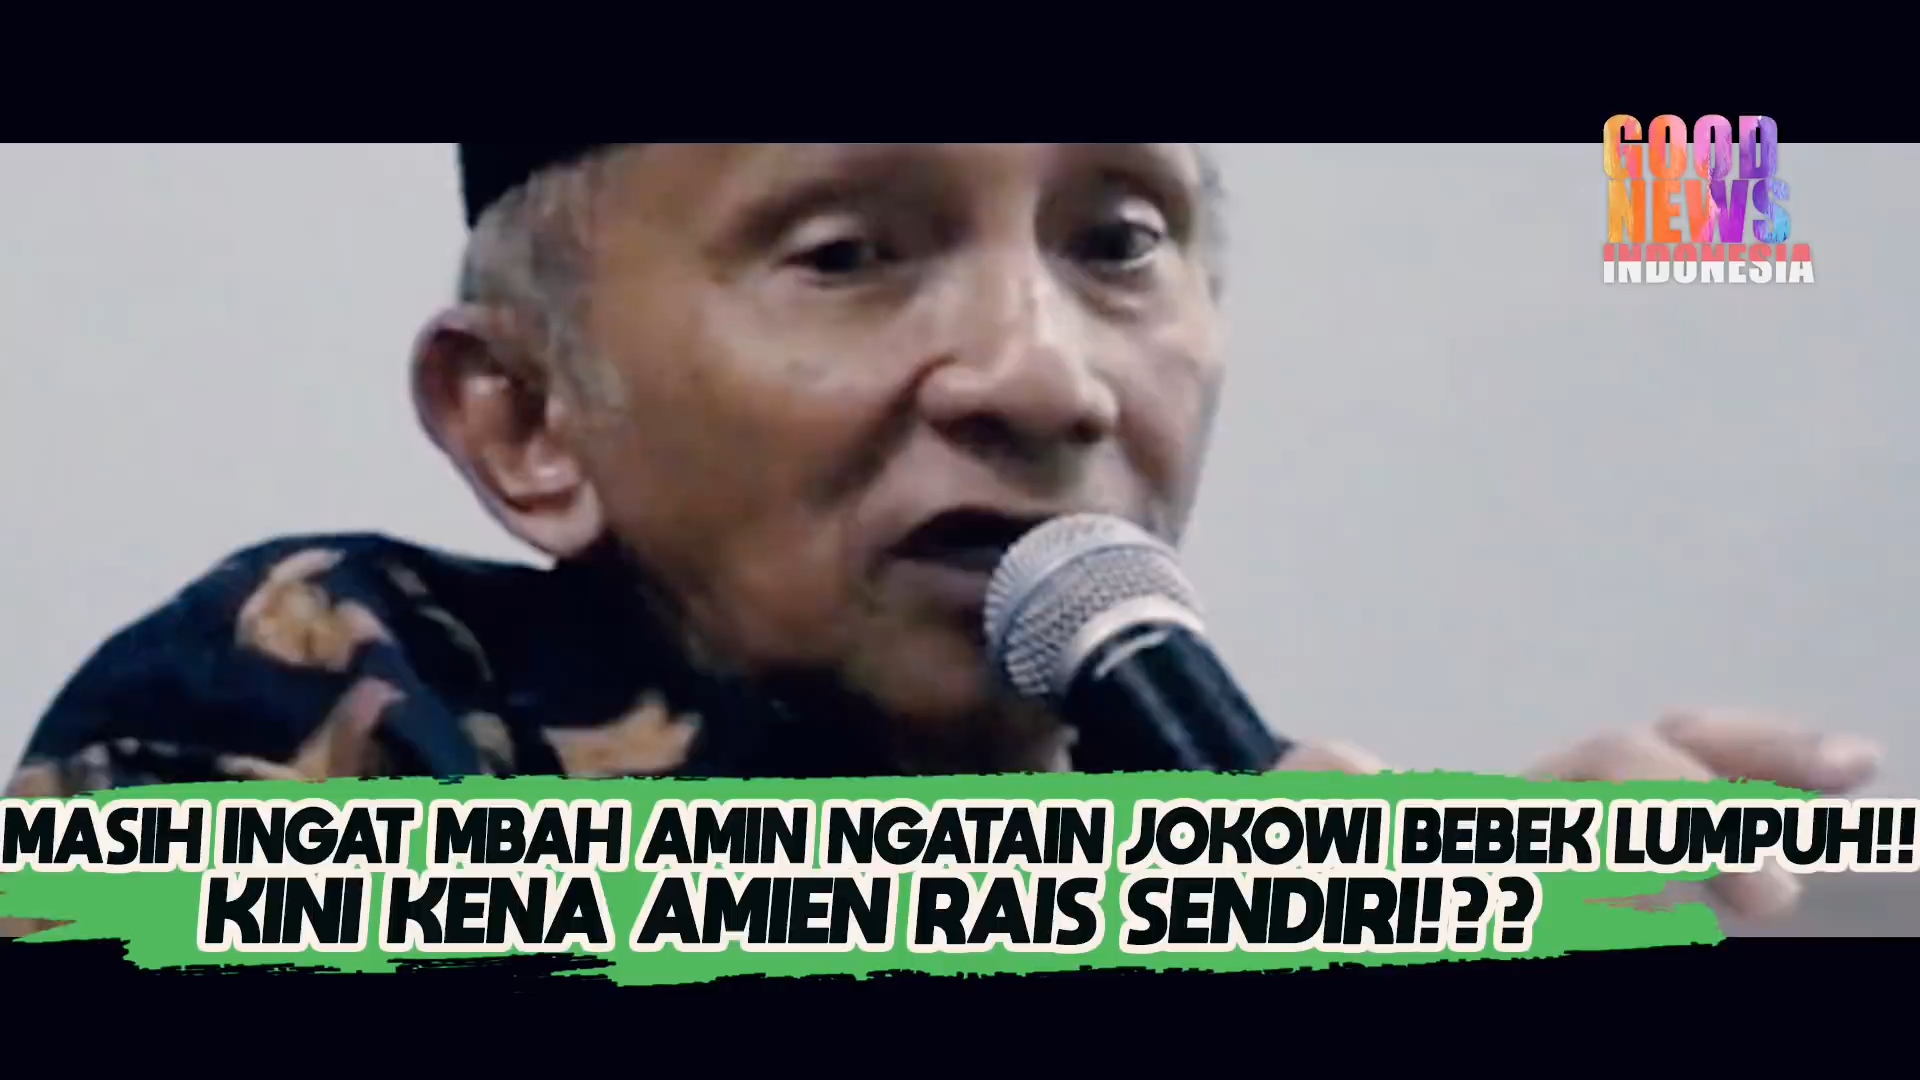 GOOD
NEWS
INDONESIA
MASIH INGAT MBAH AMIN NGATAIN JOKOWI BEBEK LUMPUH!!
KINI KENA AMIEN RAIS SENDIRI!??